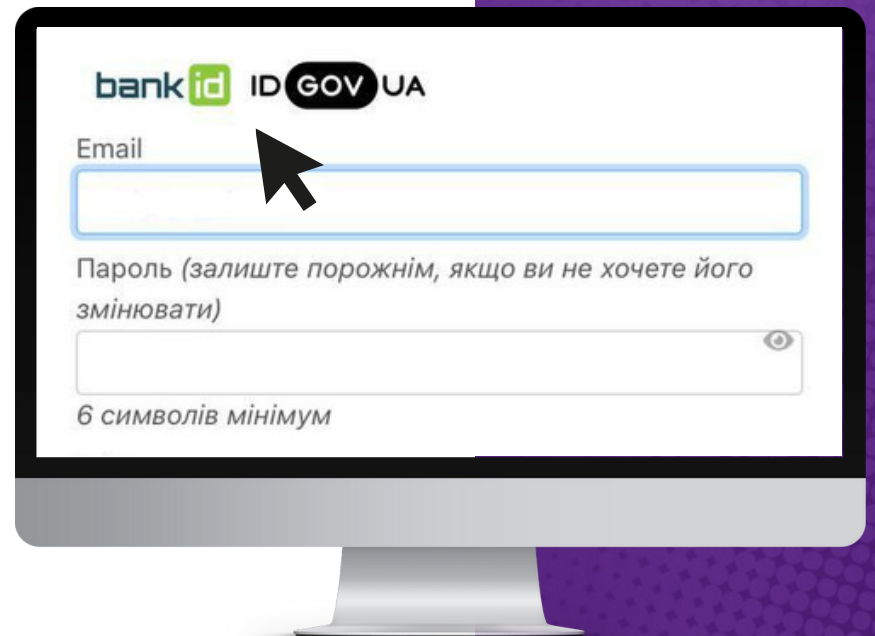 bank id ID GOV UA
Email
Пароль (залиште порожнім, якщо ви не хочете його
змінювати)
6 символів мінімум